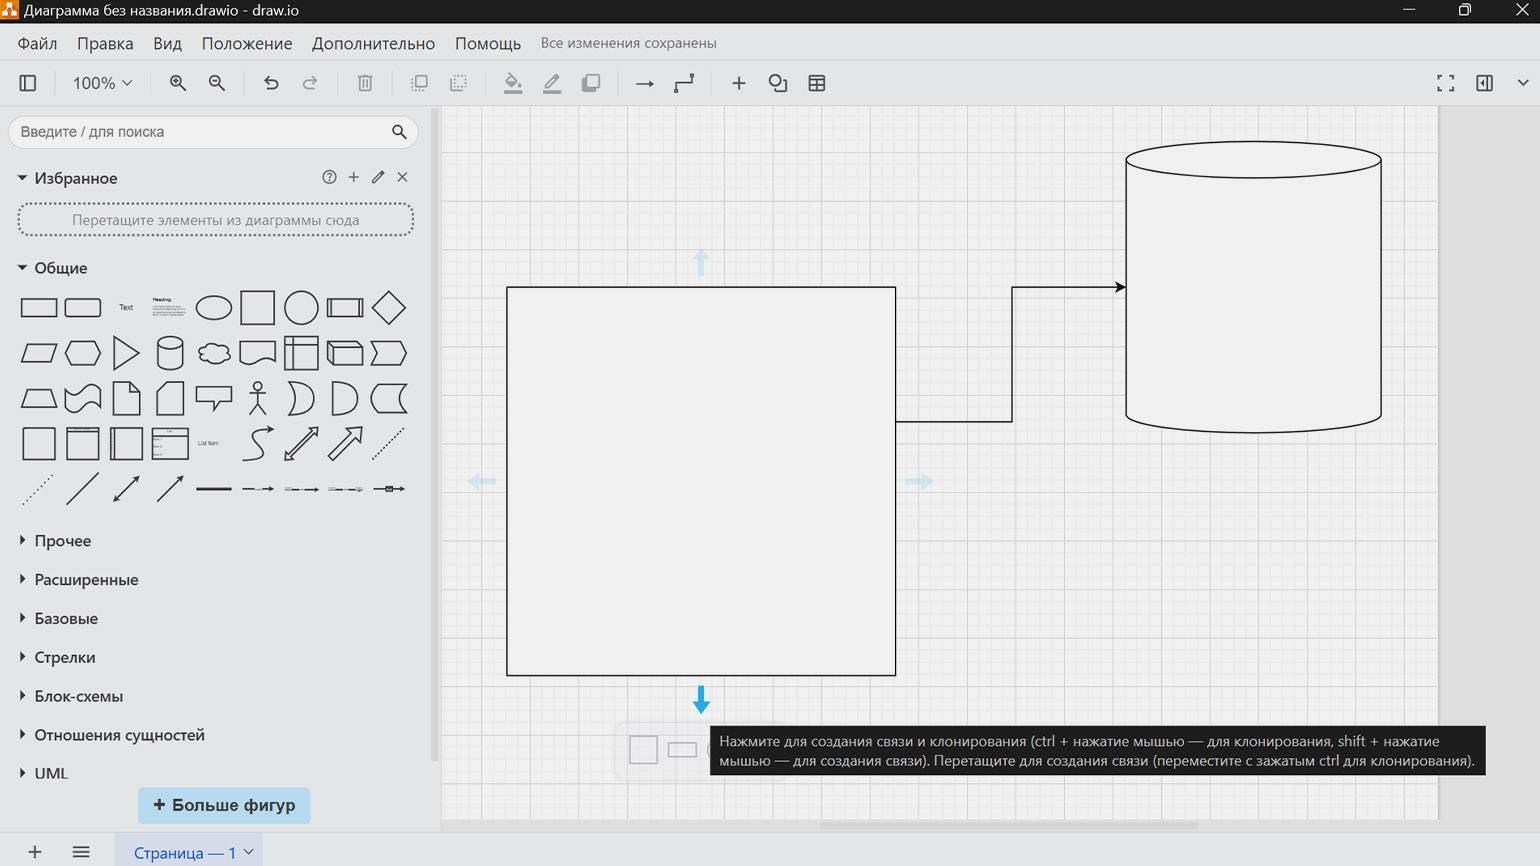 Диаграмма без названия.drawio - draw.io
Файл Правка Вид Положение Дополнительно Помощь Все изменения сохранены
100%
Введите / для поиска
Избранное
Перетащите элементы из диаграммы сюда
Общие
Text
Heading
List Item
Прочее
Расширенные
Базовые
Стрелки
Блок-схемы
Отношения сущностей
UML
+ Больше фигур
Нажмите для создания связи и клонирования (ctrl + нажатие мышью — для клонирования, shift + нажатие
мышью — для создания связи). Перетащите для создания связи (переместите с зажатым ctrl для клонирования).
Страница — 1